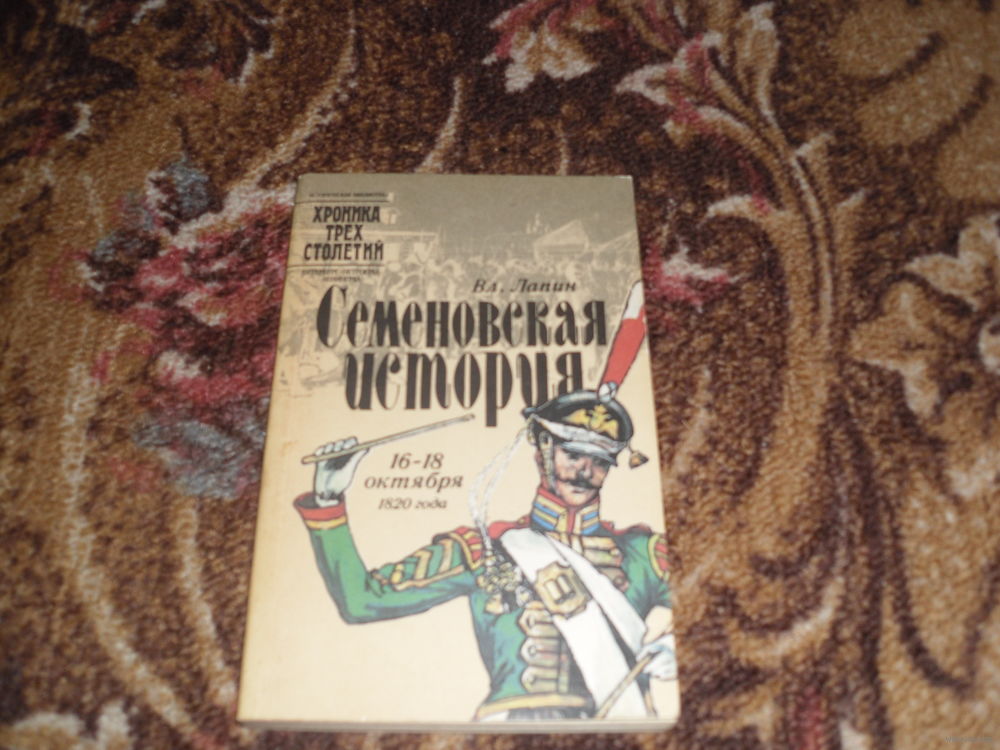 ХРОНИКА
ТРЕХ
СТОЛЕТИЙ
Вл. Лапин
Семеновская
история
16-18
октября
1820 года